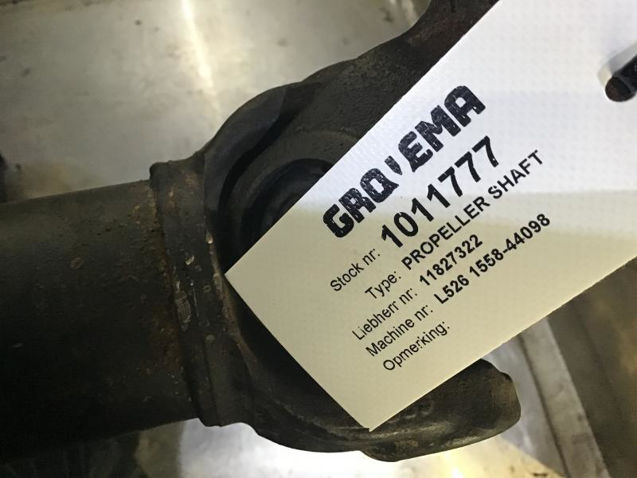 GROVEMA
Stock nr: 1011777
Type: PROPELLER SHAFT
Liebherr nr: 11827322
Machine nr: L526 1558-44098
Opmerking: